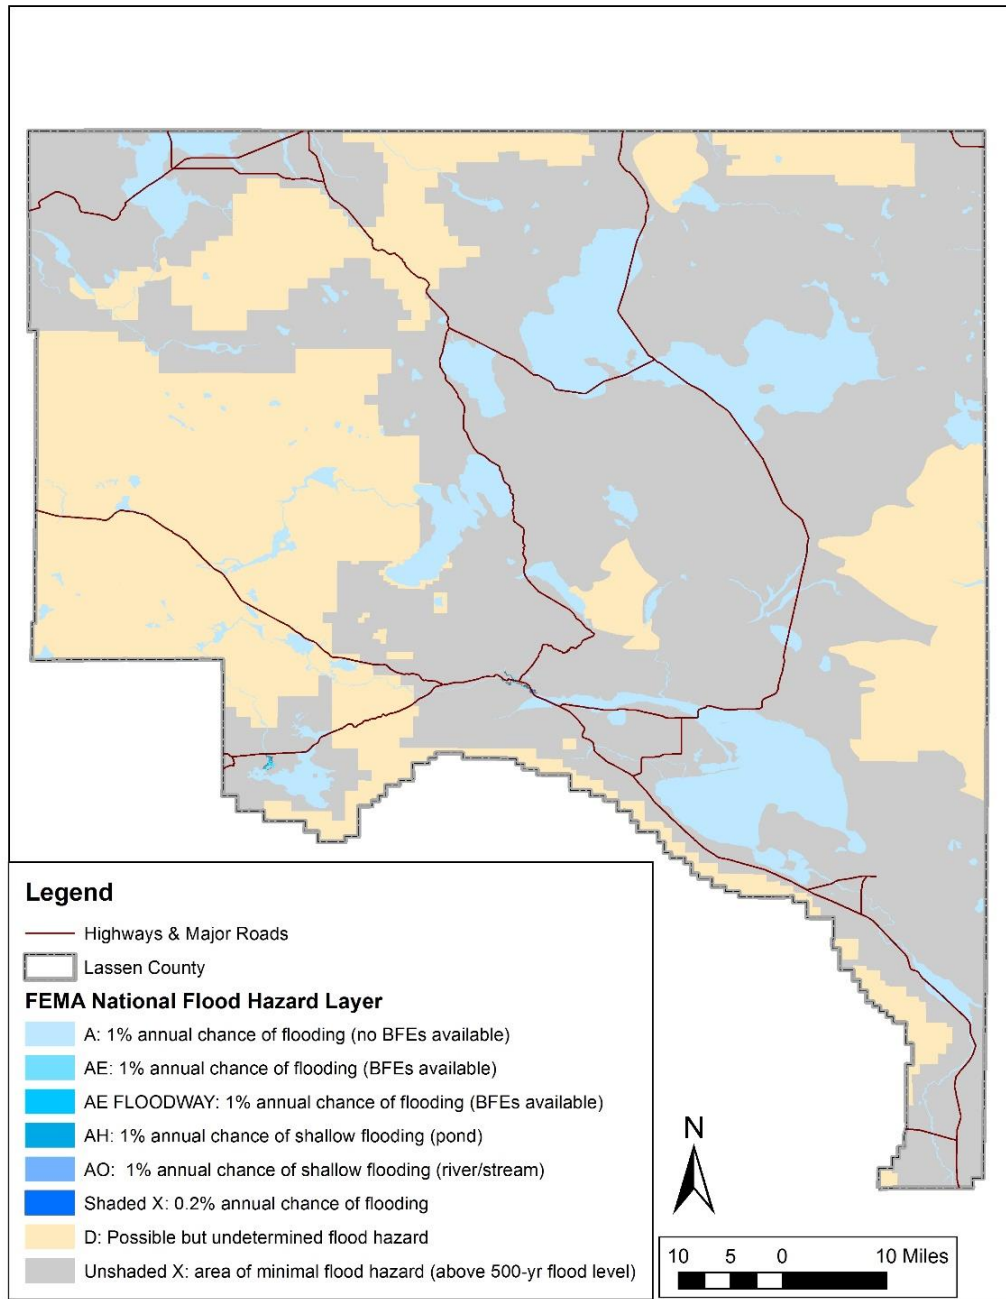 Legend
Highways & Major Roads
Lassen County
FEMA National Flood Hazard Layer
A: 1% annual chance of flooding (no BFEs available)
AE: 1% annual chance of flooding (BFEs available)
AE FLOODWAY: 1% annual chance of flooding (BFEs available)
AH: 1% annual chance of shallow flooding (pond)
AO: 1% annual chance of shallow flooding (river/stream)
Shaded X: 0.2% annual chance of flooding
D: Possible but undetermined flood hazard
Unshaded X: area of minimal flood hazard (above 500-yr flood level)
N
10 5 0 10 Miles